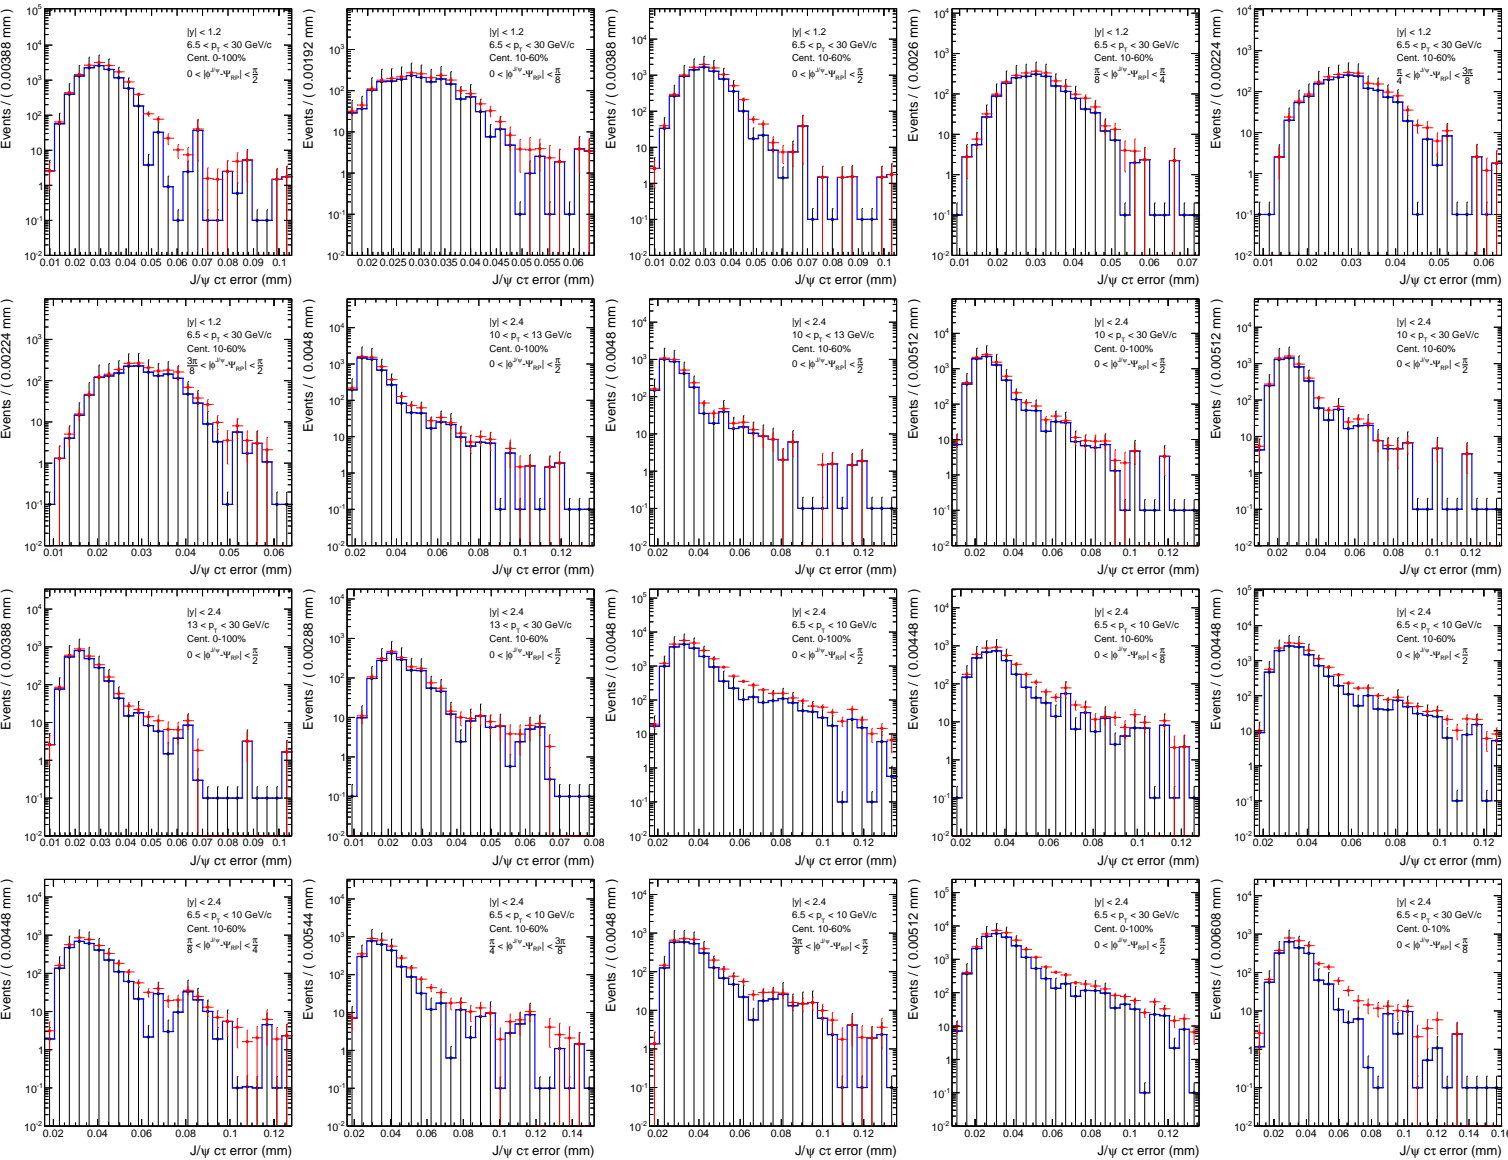 Events / ( 0.00388 mm )
|y| < 1.2
6.5 < p_T < 30 GeV/c
Cent. 0-100%
0 < |ϕ^{J/ψ}-Ψ_{RP}| < π/2
J/ψ cτ error (mm)
Events / ( 0.00192 mm )
|y| < 1.2
6.5 < p_T < 30 GeV/c
Cent. 10-60%
0 < |ϕ^{J/ψ}-Ψ_{RP}| < π/8
J/ψ cτ error (mm)
Events / ( 0.00388 mm )
|y| < 1.2
6.5 < p_T < 30 GeV/c
Cent. 10-60%
0 < |ϕ^{J/ψ}-Ψ_{RP}| < π/2
J/ψ cτ error (mm)
Events / ( 0.0026 mm )
|y| < 1.2
6.5 < p_T < 30 GeV/c
Cent. 10-60%
π/8 < |ϕ^{J/ψ}-Ψ_{RP}| < π/4
J/ψ cτ error (mm)
Events / ( 0.00224 mm )
|y| < 1.2
6.5 < p_T < 30 GeV/c
Cent. 10-60%
π/4 < |ϕ^{J/ψ}-Ψ_{RP}| < 3π/8
J/ψ cτ error (mm)
Events / ( 0.00224 mm )
|y| < 1.2
6.5 < p_T < 30 GeV/c
Cent. 10-60%
3π/8 < |ϕ^{J/ψ}-Ψ_{RP}| < π/2
J/ψ cτ error (mm)
Events / ( 0.0048 mm )
|y| < 2.4
10 < p_T < 13 GeV/c
Cent. 0-100%
0 < |ϕ^{J/ψ}-Ψ_{RP}| < π/2
J/ψ cτ error (mm)
Events / ( 0.0048 mm )
|y| < 2.4
10 < p_T < 13 GeV/c
Cent. 10-60%
0 < |ϕ^{J/ψ}-Ψ_{RP}| < π/2
J/ψ cτ error (mm)
Events / ( 0.00512 mm )
|y| < 2.4
10 < p_T < 30 GeV/c
Cent. 0-100%
0 < |ϕ^{J/ψ}-Ψ_{RP}| < π/2
J/ψ cτ error (mm)
Events / ( 0.00512 mm )
|y| < 2.4
10 < p_T < 30 GeV/c
Cent. 10-60%
0 < |ϕ^{J/ψ}-Ψ_{RP}| < π/2
J/ψ cτ error (mm)
Events / ( 0.00388 mm )
|y| < 2.4
13 < p_T < 30 GeV/c
Cent. 0-100%
0 < |ϕ^{J/ψ}-Ψ_{RP}| < π/2
J/ψ cτ error (mm)
Events / ( 0.00288 mm )
|y| < 2.4
13 < p_T < 30 GeV/c
Cent. 10-60%
0 < |ϕ^{J/ψ}-Ψ_{RP}| < π/2
J/ψ cτ error (mm)
Events / ( 0.0048 mm )
|y| < 2.4
6.5 < p_T < 10 GeV/c
Cent. 0-100%
0 < |ϕ^{J/ψ}-Ψ_{RP}| < π/2
J/ψ cτ error (mm)
Events / ( 0.00448 mm )
|y| < 2.4
6.5 < p_T < 10 GeV/c
Cent. 10-60%
0 < |ϕ^{J/ψ}-Ψ_{RP}| < π/8
J/ψ cτ error (mm)
Events / ( 0.00448 mm )
|y| < 2.4
6.5 < p_T < 10 GeV/c
Cent. 10-60%
0 < |ϕ^{J/ψ}-Ψ_{RP}| < π/2
J/ψ cτ error (mm)
Events / ( 0.00448 mm )
|y| < 2.4
6.5 < p_T < 10 GeV/c
Cent. 10-60%
π/8 < |ϕ^{J/ψ}-Ψ_{RP}| < π/4
J/ψ cτ error (mm)
Events / ( 0.00544 mm )
|y| < 2.4
6.5 < p_T < 10 GeV/c
Cent. 10-60%
π/4 < |ϕ^{J/ψ}-Ψ_{RP}| < 3π/8
J/ψ cτ error (mm)
Events / ( 0.0048 mm )
|y| < 2.4
6.5 < p_T < 10 GeV/c
Cent. 10-60%
3π/8 < |ϕ^{J/ψ}-Ψ_{RP}| < π/2
J/ψ cτ error (mm)
Events / ( 0.00512 mm )
|y| < 2.4
6.5 < p_T < 30 GeV/c
Cent. 0-100%
0 < |ϕ^{J/ψ}-Ψ_{RP}| < π/2
J/ψ cτ error (mm)
Events / ( 0.00608 mm )
|y| < 2.4
6.5 < p_T < 30 GeV/c
Cent. 0-10%
0 < |ϕ^{J/ψ}-Ψ_{RP}| < π/8
J/ψ cτ error (mm)